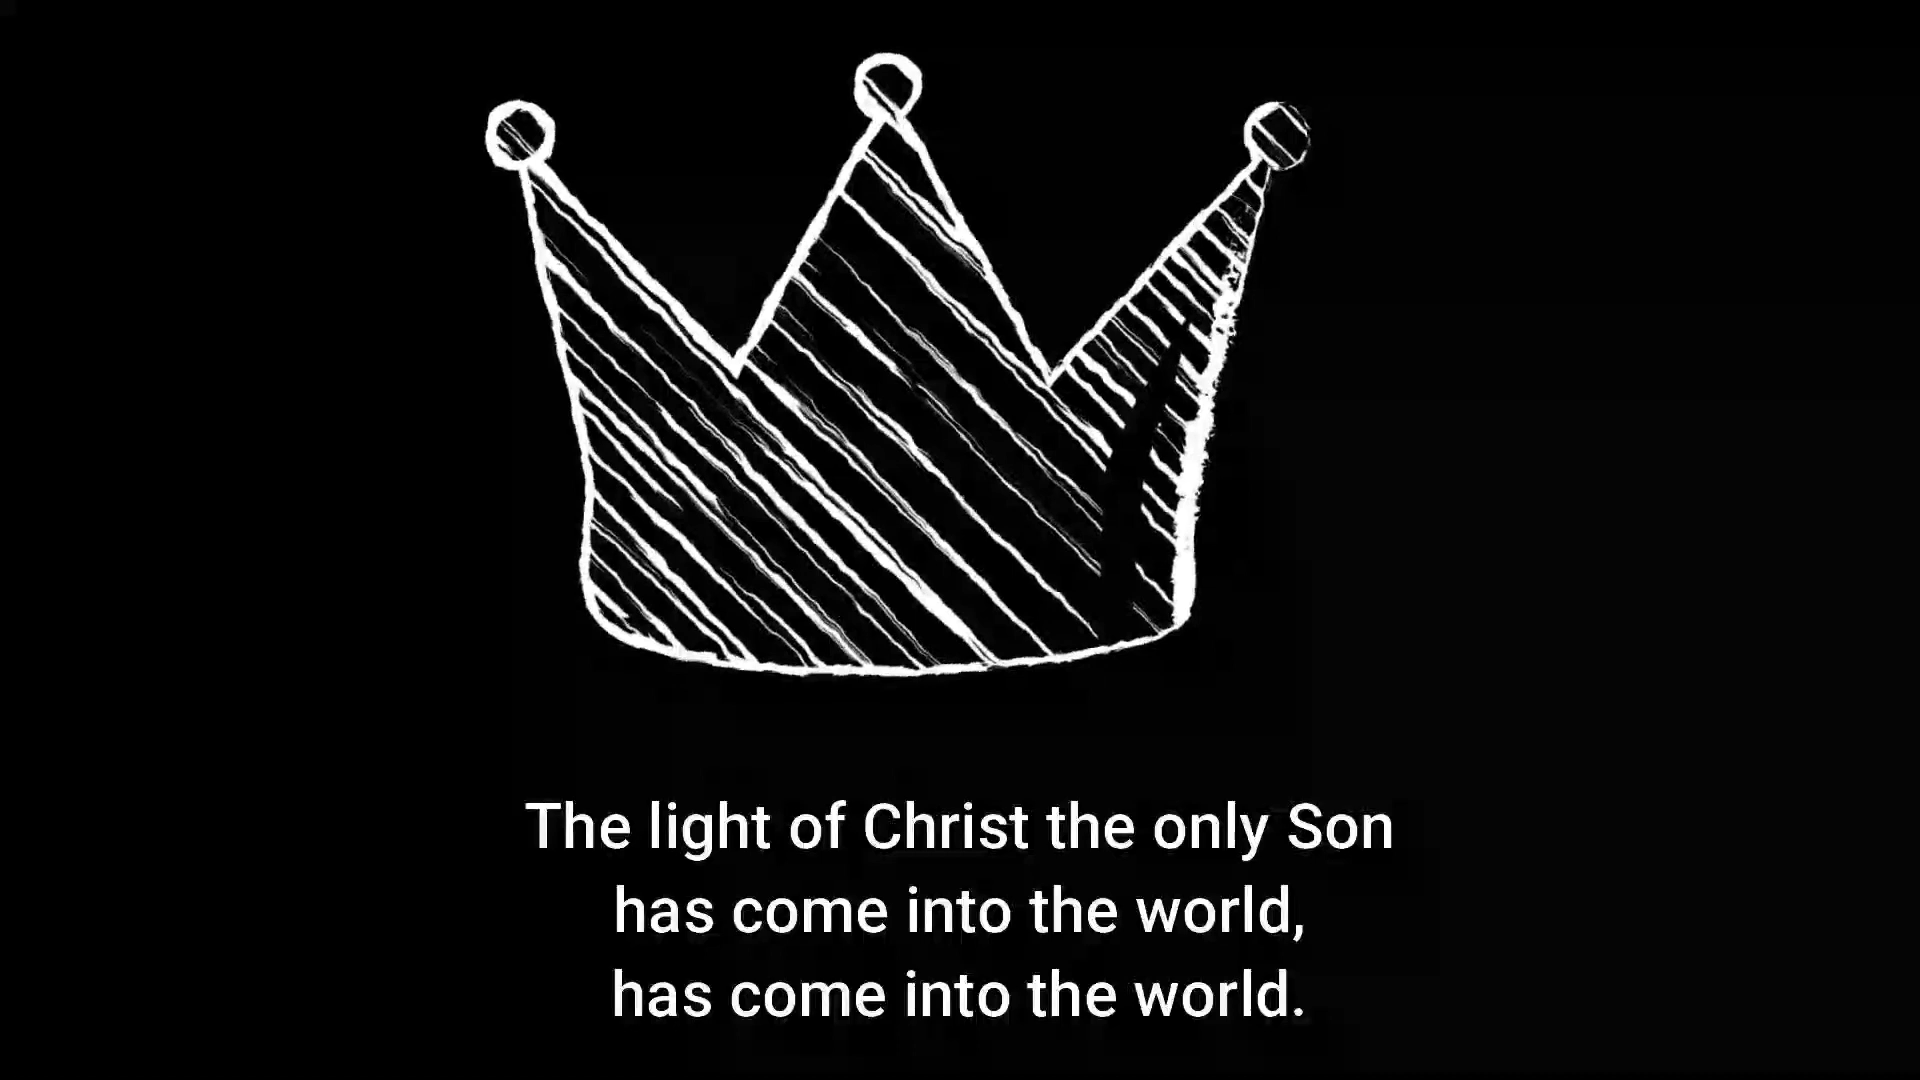 The light of Christ the only Son
has come into the world,
has come into the world.